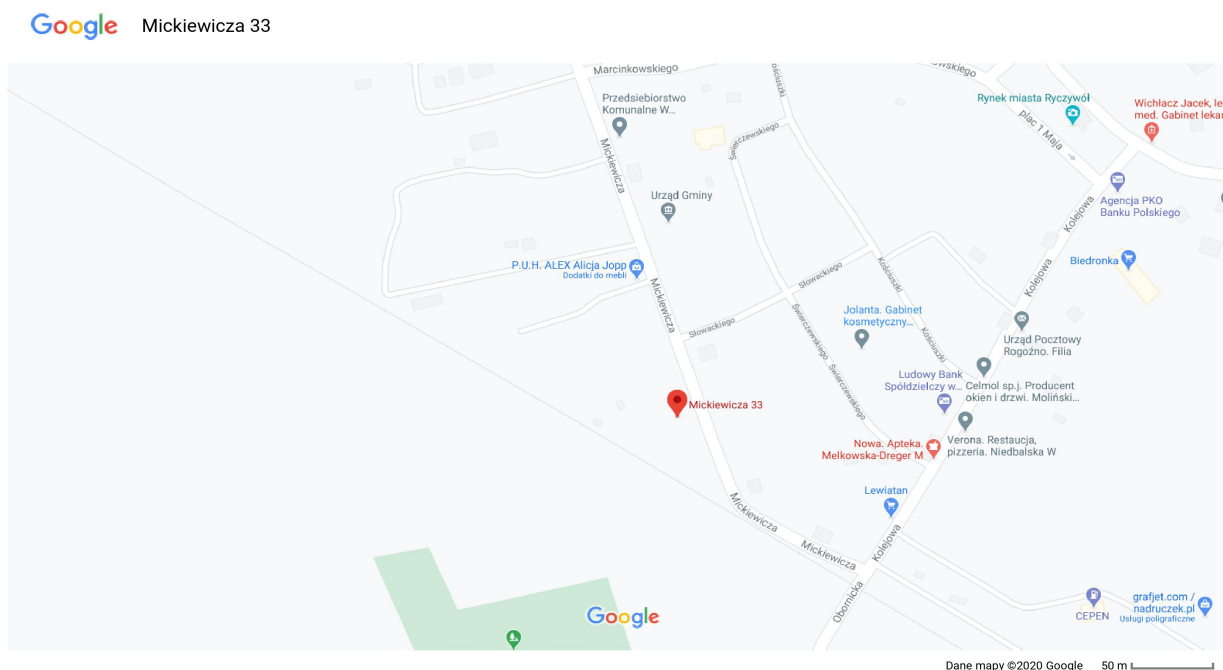 Google Mickiewicza 33
Marcinkowskiego
Kościuszki
Rynek miasta Ryczywół
Przedsiebiorstwo
Komunalne W...
Wichłacz Jacek, le
med. Gabinet lekar
plac 1 Maja
Świerczewskiego
Mickiewicza
Urząd Gminy
Agencja PKO
Banku Polskiego
Kolejowa
P.U.H. ALEX Alicja Jopp
Dodatki do mebli
Słowackiego
Kościuszki
Kolejowa
Biedronka
Mickiewicza
Słowackiego
Świerczewskiego
Jolanta. Gabinet
kosmetyczny...
Kościuszki
Urząd Pocztowy
Rogoźno. Filia
Świerczewskiego
Ludowy Bank
Spółdzielczy w...
Celmol sp.j. Producent
okien i drzwi. Moliński...
Mickiewicza 33
Nowa. Apteka.
Melkowska-Dreger M
Verona. Restaucja,
pizzeria. Niedbalska W
Lewiatan
Mickiewicza
Mickiewicza
Kolejowa
Obornicka
CEPEN
grafjet.com /
nadruczek.pl
Usługi poligraficzne
Google
Dane mapy ©2020 Google 50 m